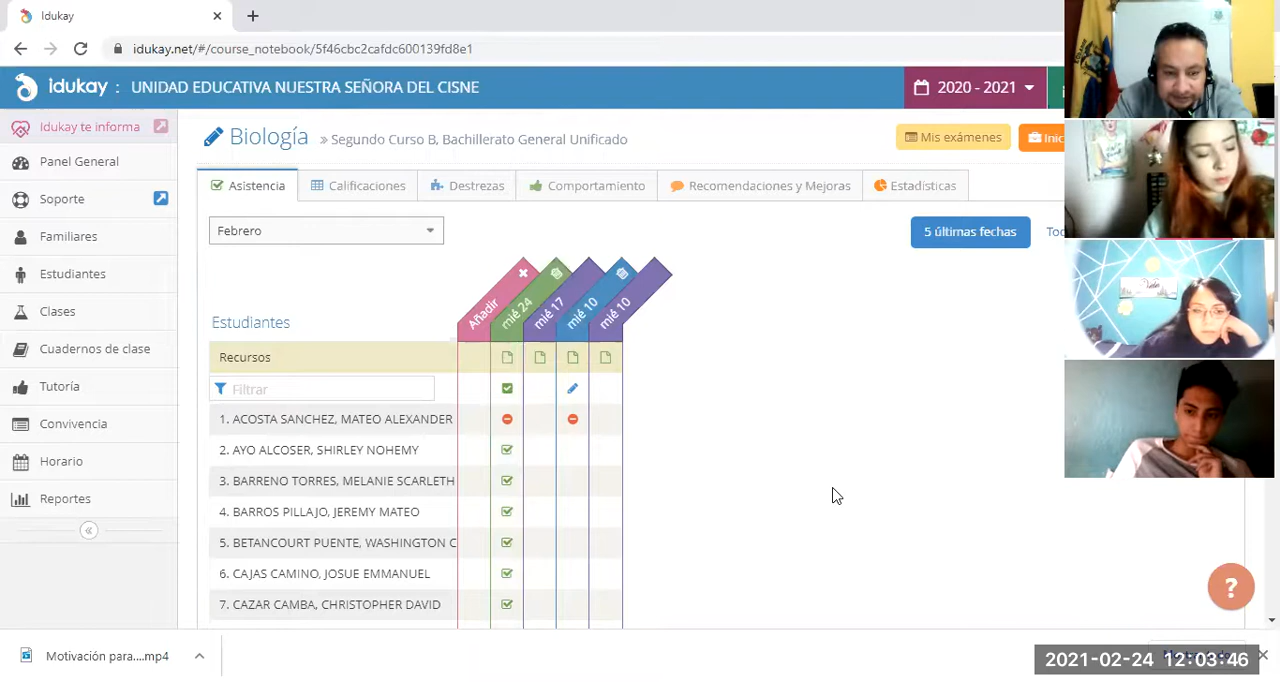 Idukay
idukay.net/#/course_notebook/5f46cbc2cafdc600139fd8e1
idukay : UNIDAD EDUCATIVA NUESTRA SEÑORA DEL CISNE
2020 - 2021
Idukay te informa
Panel General
Soporte
Familiares
Estudiantes
Clases
Cuadernos de clase
Tutoría
Convivencia
Horario
Reportes
Biología » Segundo Curso B, Bachillerato General Unificado
Mis exámenes
Inic
Asistencia
Calificaciones
Destrezas
Comportamiento
Recomendaciones y Mejoras
Estadísticas
Febrero
5 últimas fechas
Toc
Añadir
mié 24
mié 17
mié 10
mié 10
Estudiantes
Recursos
Filtrar
1. ACOSTA SANCHEZ, MATEO ALEXANDER
2. AYO ALCOSER, SHIRLEY NOHEMY
3. BARRENO TORRES, MELANIE SCARLETH
4. BARROS PILLAJO, JEREMY MATEO
5. BETANCOURT PUENTE, WASHINGTON C
6. CAJAS CAMINO, JOSUE EMMANUEL
7. CAZAR CAMBA, CHRISTOPHER DAVID
?
Motivación para....mp4
2021-02-24 12:03:46